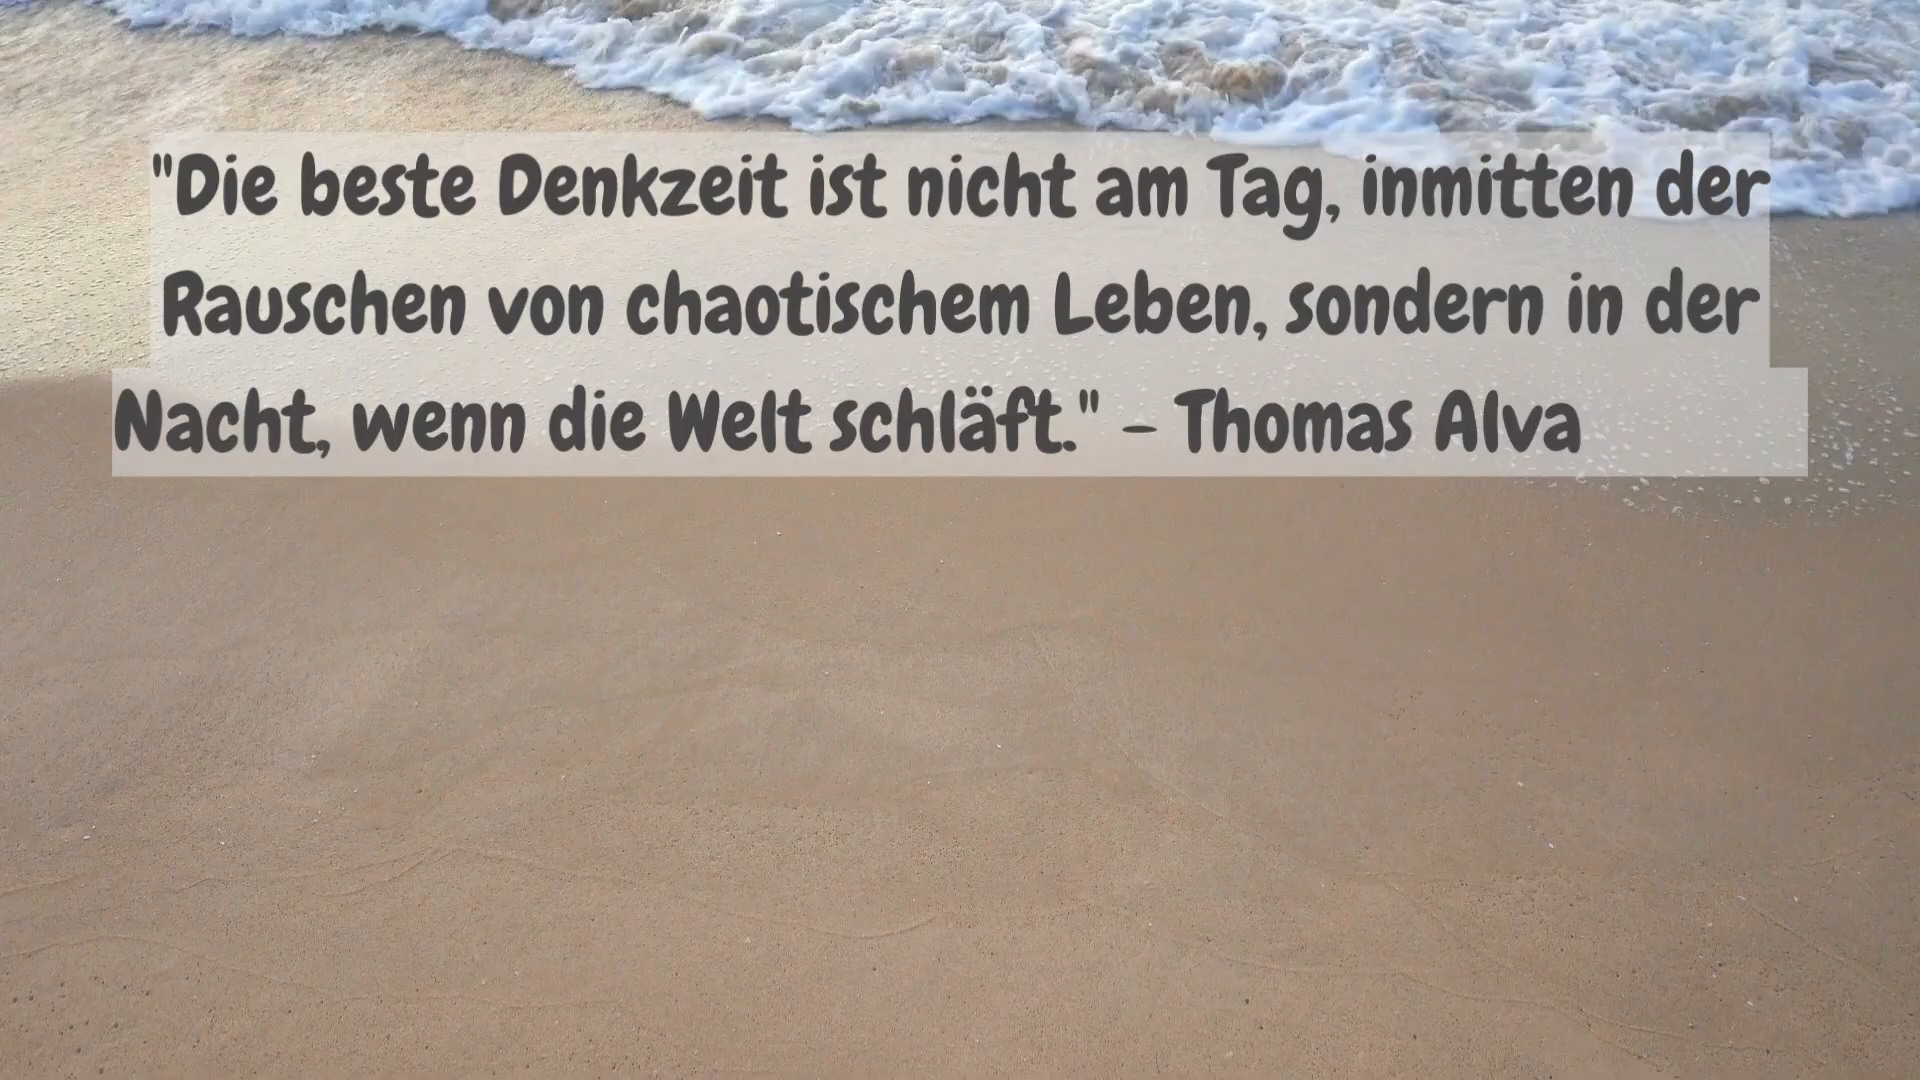 "Die beste Denkzeit ist nicht am Tag, inmitten der
Rauschen von chaotischem Leben, sondern in der
Nacht, wenn die Welt schläft." - Thomas Alva